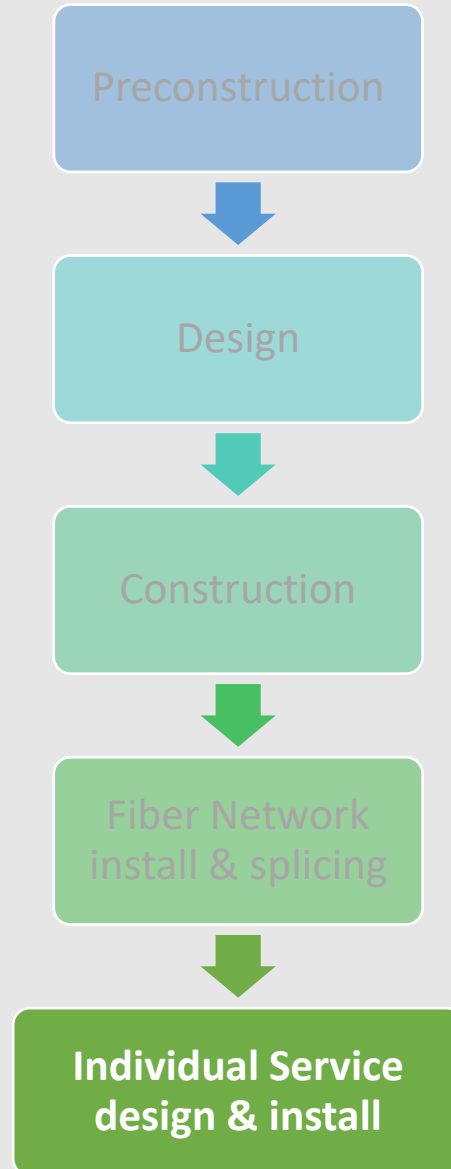 Preconstruction
Design
Construction
Fiber Network
install & splicing
Individual Service
design & install